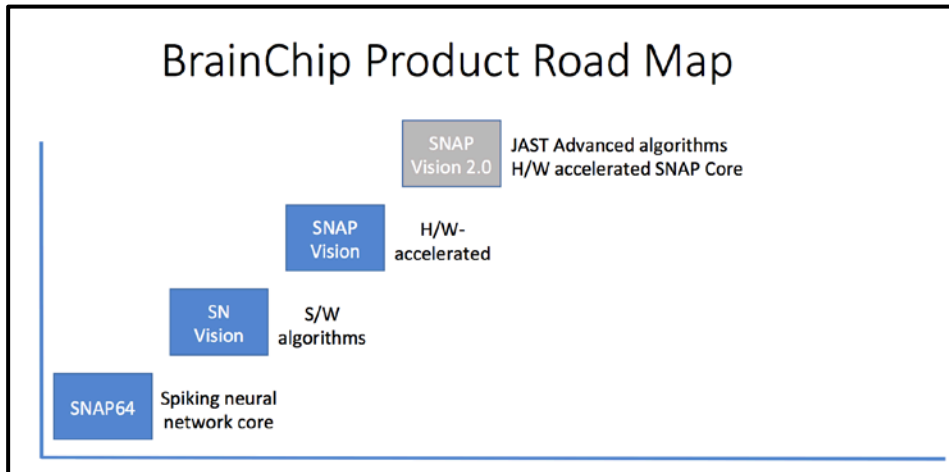 BrainChip Product Road Map
SNAP
Vision 2.0
JAST Advanced algorithms
H/W accelerated SNAP Core
SNAP
Vision
H/W-
accelerated
SN
Vision
S/W
algorithms
SNAP64
Spiking neural
network core